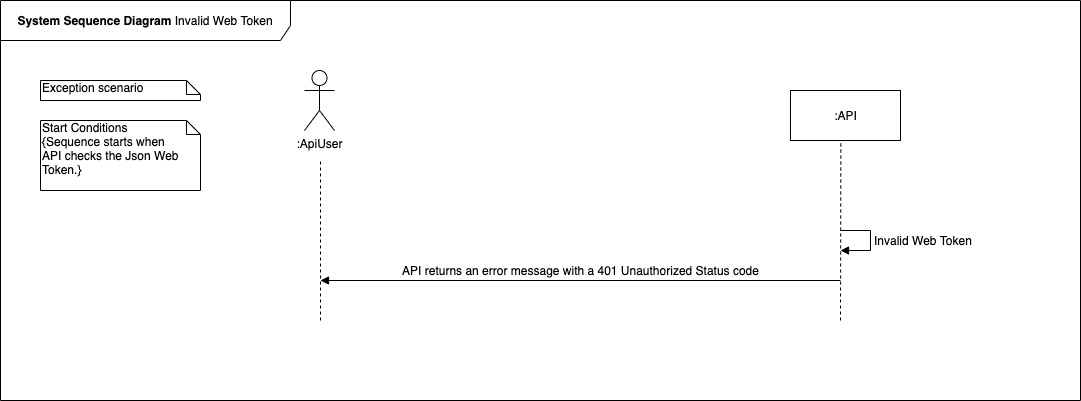 System Sequence Diagram Invalid Web Token
Exception scenario
Start Conditions
{Sequence starts when
API checks the Json Web
Token.}
:ApiUser
:API
Invalid Web Token
API returns an error message with a 401 Unauthorized Status code